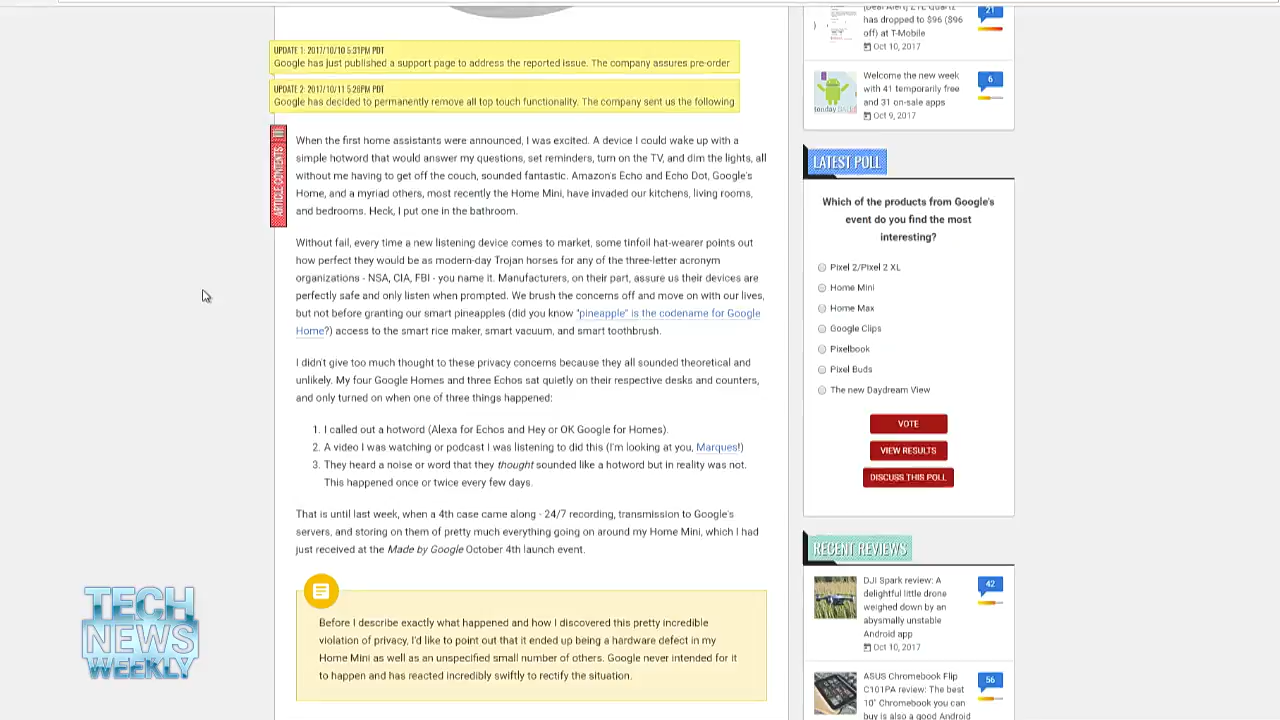 UPDATE 1: 2017/10/10 5:31PM PDT
Google has just published a support page to address the reported issue. The company assures pre-order
UPDATE 2: 2017/10/11 5:28PM PDT
Google has decided to permanently remove all top touch functionality. The company sent us the following
ARTICLE CONTENTS
When the first home assistants were announced, I was excited. A device I could wake up with a
simple hotword that would answer my questions, set reminders, turn on the TV, and dim the lights, all
without me having to get off the couch, sounded fantastic. Amazon's Echo and Echo Dot, Google's
Home, and a myriad others, most recently the Home Mini, have invaded our kitchens, living rooms,
and bedrooms. Heck, I put one in the bathroom.
Without fail, every time a new listening device comes to market, some tinfoil hat-wearer points out
how perfect they would be as modern-day Trojan horses for any of the three-letter acronym
organizations - NSA, CIA, FBI - you name it. Manufacturers, on their part, assure us their devices are
perfectly safe and only listen when prompted. We brush the concerns off and move on with our lives,
but not before granting our smart pineapples (did you know "pineapple" is the codename for Google
Home?) access to the smart rice maker, smart vacuum, and smart toothbrush.
I didn't give too much thought to these privacy concerns because they all sounded theoretical and
unlikely. My four Google Homes and three Echos sat quietly on their respective desks and counters,
and only turned on when one of three things happened:
1. I called out a hotword (Alexa for Echos and Hey or OK Google for Homes).
2. A video I was watching or podcast I was listening to did this (I'm looking at you, Marques!)
3. They heard a noise or word that they thought sounded like a hotword but in reality was not.
This happened once or twice every few days.
That is until last week, when a 4th case came along - 24/7 recording, transmission to Google's
servers, and storing on them of pretty much everything going on around my Home Mini, which I had
just received at the Made by Google October 4th launch event.
Before I describe exactly what happened and how I discovered this pretty incredible
violation of privacy, I'd like to point out that it ended up being a hardware defect in my
Home Mini as well as an unspecified small number of others. Google never intended for it
to happen and has reacted incredibly swiftly to rectify the situation.
[Deal Alert] ZTE Quartz
has dropped to $96 ($96
off) at T-Mobile
Oct 10, 2017
21
Welcome the new week
with 41 temporarily free
and 31 on-sale apps
Oct 9, 2017
6
LATEST POLL
Which of the products from Google's
event do you find the most
interesting?
Pixel 2/Pixel 2 XL
Home Mini
Home Max
Google Clips
Pixelbook
Pixel Buds
The new Daydream View
VOTE
VIEW RESULTS
DISCUSS THIS POLL
RECENT REVIEWS
DJI Spark review: A
delightful little drone
weighed down by an
abysmally unstable
Android app
Oct 10, 2017
42
ASUS Chromebook Flip
C101PA review: The best
10" Chromebook you can
buy is also a good Android
56
TECH
NEWS
WEEKLY